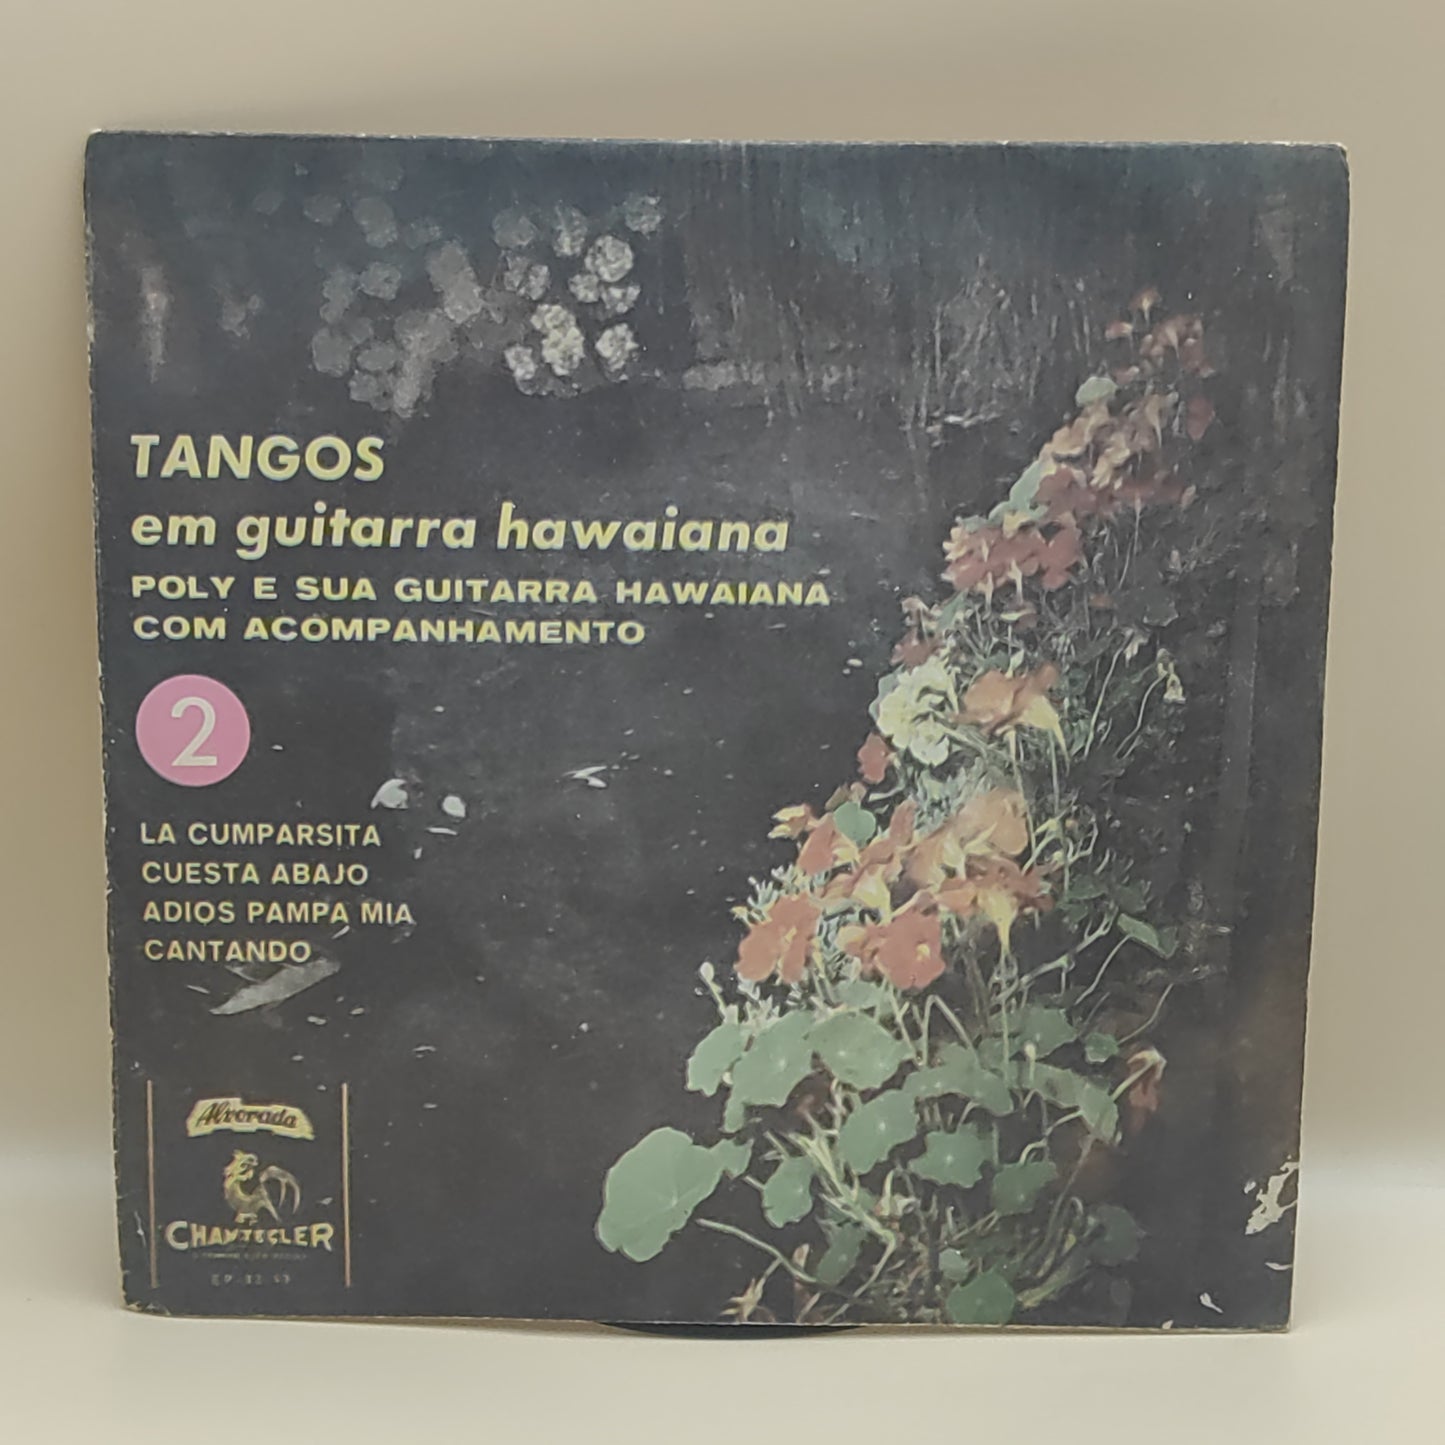 TANGOS
em guitarra hawaiana
POLY E SUA GUITARRA HAWAIANA
COM ACOMPANHAMENTO
2
LA CUMPARSITA
CUESTA ABAJO
ADIOS PAMPA MIA
CANTANDO
Alvorada
CHANTECLER